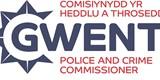 COMISIYNYDD YR
HEDDLU A THROSEDD
GWENT
POLICE AND CRIME
COMMISSIONER